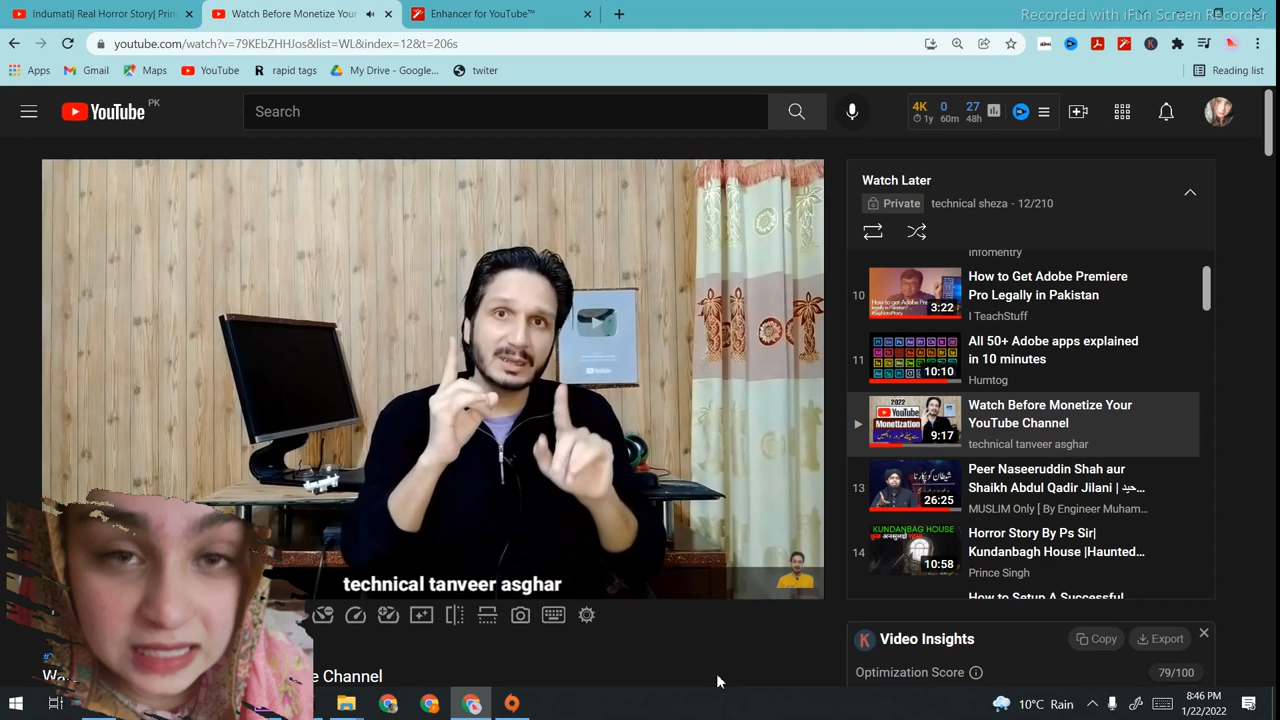 Indumati| Real Horror Story| Prin
Watch Before Monetize Your
Enhancer for YouTube™
Recorded with iFun Screen Recorder
youtube.com/watch?v=79KEbZHHJos&list=WL&index=12&t=206s
Apps
Gmail
Maps
YouTube
rapid tags
My Drive - Google...
twiter
Reading list
YouTube PK
Search
4K 0 27
1y 60m 48h
Watch Later
Private technical sheza - 12/210
Infomentry
10
How to Get Adobe Premiere
Pro Legally in Pakistan
3:22
I TeachStuff
11
All 50+ Adobe apps explained
in 10 minutes
10:10
Humtog
2022
YouTube
Monetization
Watch Before Monetize Your
YouTube Channel
9:17
technical tanveer asghar
13
Peer Naseeruddin Shah aur
Shaikh Abdul Qadir Jilani | حید...
26:25
MUSLIM Only [ By Engineer Muham...
14
KUNDANBAG HOUSE
Horror Story By Ps Sir|
Kundanbagh House |Haunted...
10:58
Prince Singh
How to Setup A Successful
technical tanveer asghar
YouTube
e Channel
Video Insights
Copy
Export
Optimization Score
79/100
10°C Rain
8:46 PM
1/22/2022